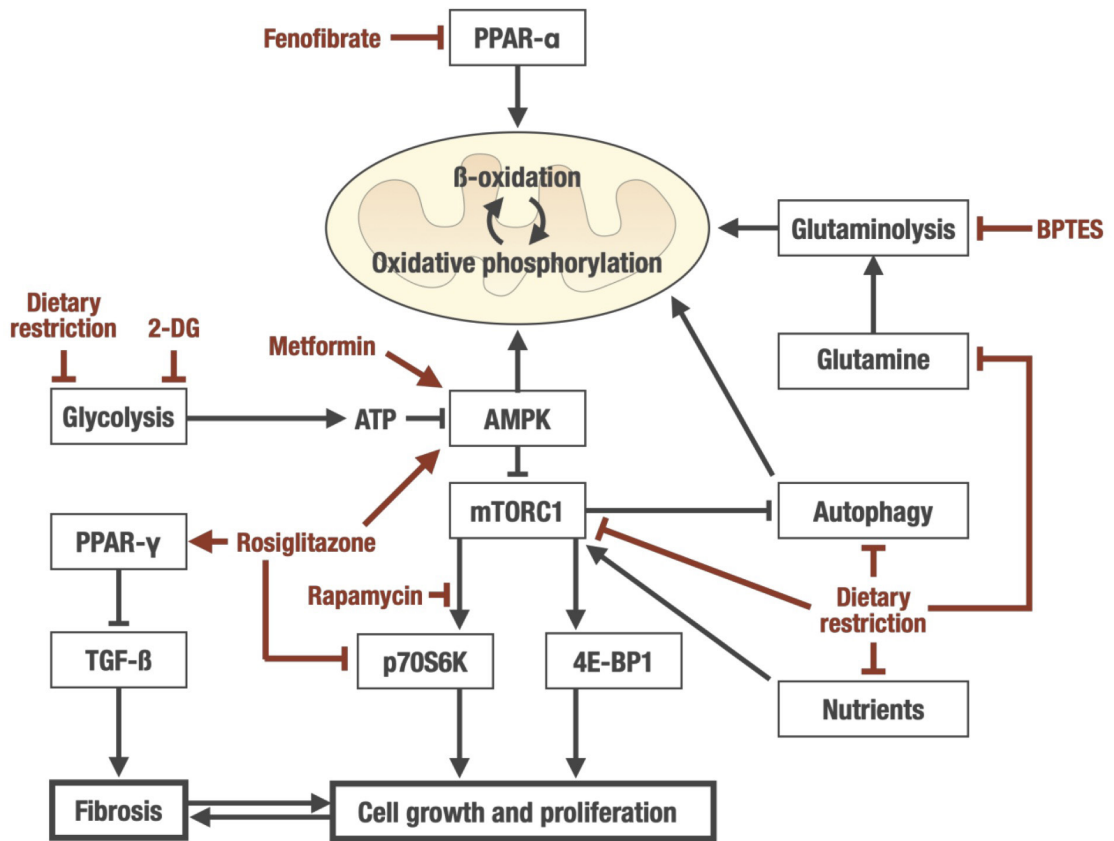 Fenofibrate
PPAR-α
ß-oxidation
Oxidative phosphorylation
Glutaminolysis
BPTES
Dietary
restriction
2-DG
Metformin
Glutamine
Glycolysis
ATP
AMPK
mTORC1
Autophagy
PPAR-γ
Rosiglitazone
Rapamycin
Dietary
restriction
TGF-ß
p70S6K
4E-BP1
Nutrients
Fibrosis
Cell growth and proliferation